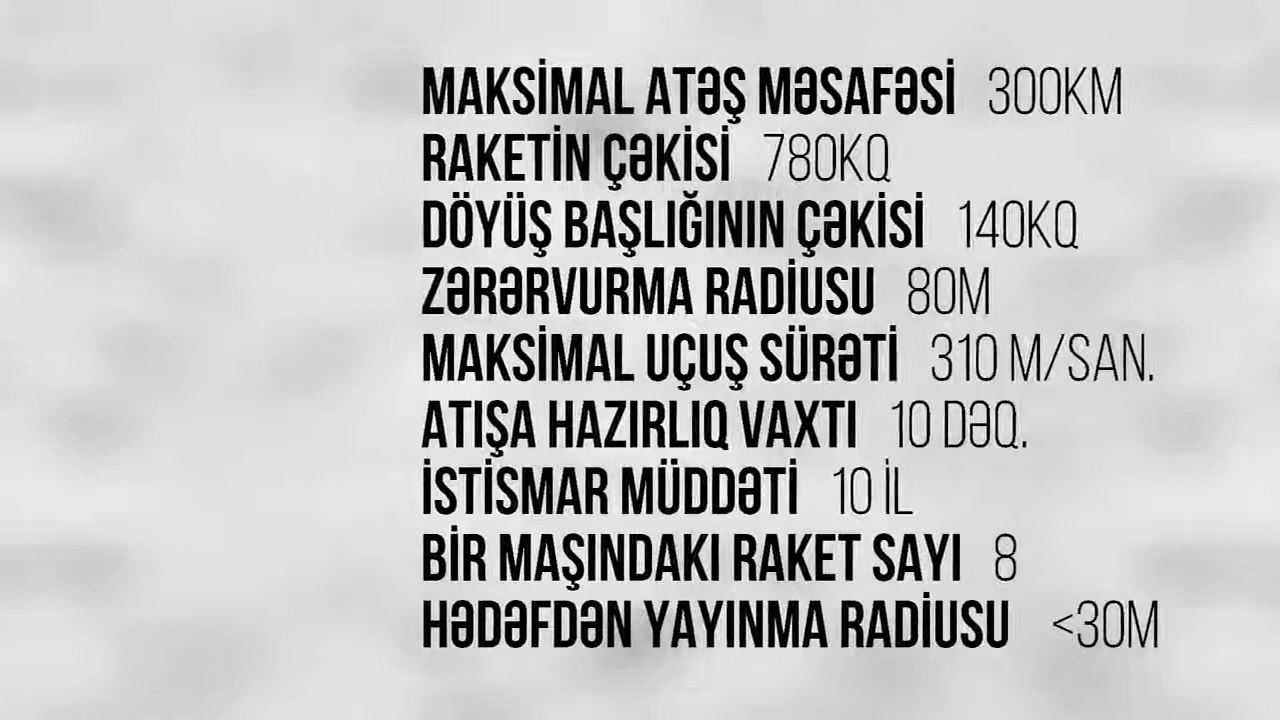 MAKSİMAL ATƏŞ MƏSAFƏSİ 300KM
RAKETİN ÇƏKİSİ 780KQ
DÖYÜŞ BAŞLIĞININ ÇƏKİSİ 140KQ
ZƏRƏRVURMA RADİUSU 80M
MAKSİMAL UÇUŞ SÜRƏTİ 310 M/SAN.
ATIŞA HAZIRLIQ VAXTI 10 DƏQ.
İSTİSMAR MÜDDƏTİ 10 İL
BİR MAŞINDAKI RAKET SAYI 8
HƏDƏFDƏN YAYINMA RADİUSU <30M